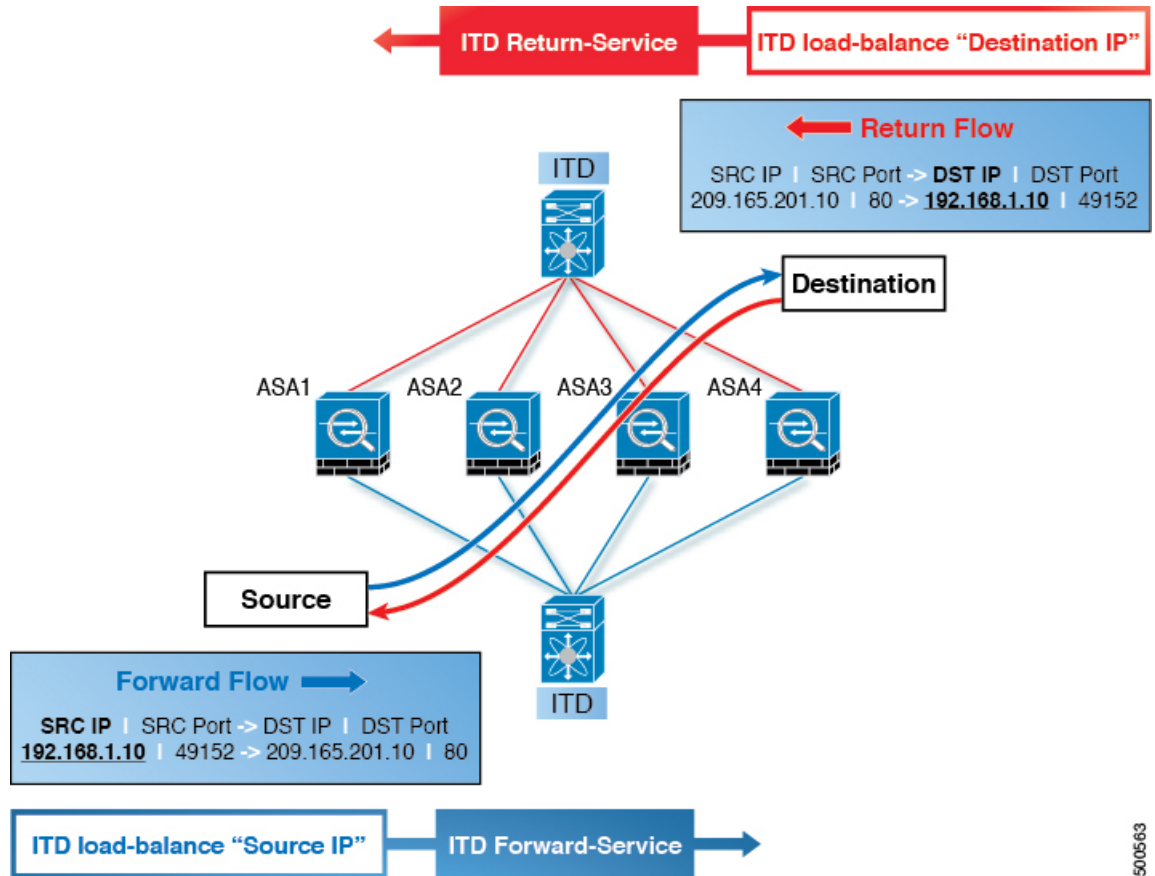 ITD Return-Service
ITD load-balance “Destination IP”
Return Flow
SRC IP | SRC Port -> DST IP | DST Port
209.165.201.10 | 80 -> 192.168.1.10 | 49152
ITD
Destination
ASA1
ASA2
ASA3
ASA4
Source
Forward Flow
SRC IP | SRC Port -> DST IP | DST Port
192.168.1.10 | 49152 -> 209.165.201.10 | 80
ITD
ITD load-balance “Source IP”
ITD Forward-Service
500563